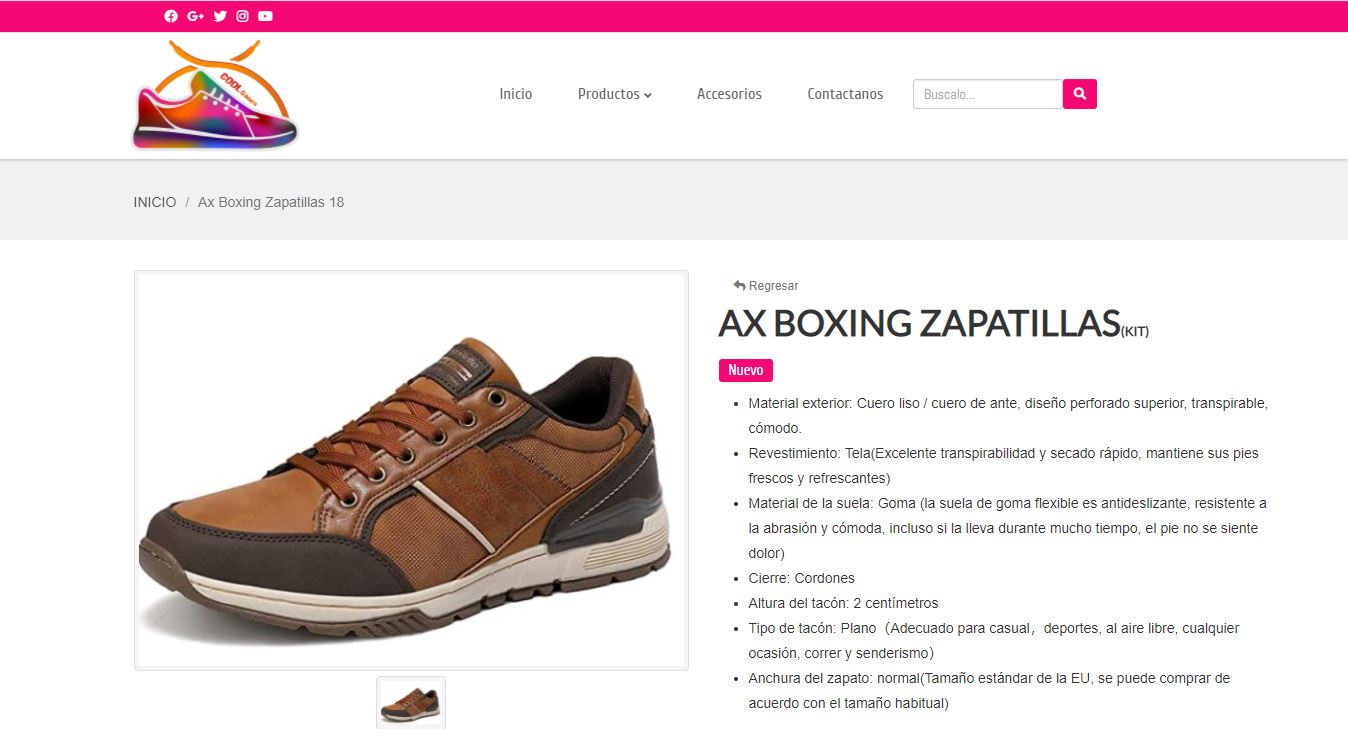 COOLShoes
Inicio
Productos
Accesorios
Contactanos
Buscalo...
INICIO / Ax Boxing Zapatillas 18
Regresar
AX BOXING ZAPATILLAS(KIT)
Nuevo
• Material exterior: Cuero liso / cuero de ante, diseño perforado superior, transpirable,
cómodo.
• Revestimiento: Tela(Excelente transpirabilidad y secado rápido, mantiene sus pies
frescos y refrescantes)
• Material de la suela: Goma (la suela de goma flexible es antideslizante, resistente a
la abrasión y cómoda, incluso si la lleva durante mucho tiempo, el pie no se siente
dolor)
• Cierre: Cordones
• Altura del tacón: 2 centímetros
• Tipo de tacón: Plano（Adecuado para casual，deportes, al aire libre, cualquier
ocasión, correr y senderismo）
• Anchura del zapato: normal(Tamaño estándar de la EU, se puede comprar de
acuerdo con el tamaño habitual)